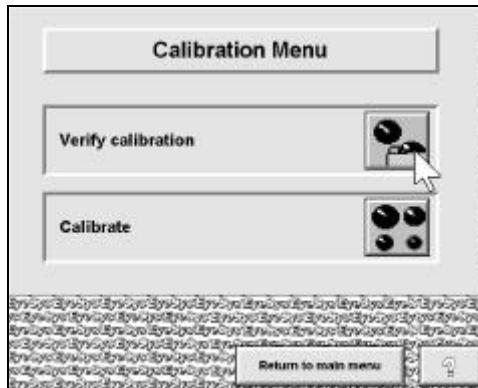 Calibration Menu
Verify calibration
Calibrate
Return to main menu
?